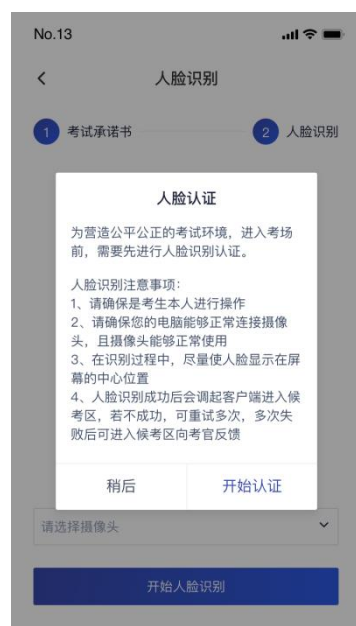 No.13
人脸识别
1 考试承诺书
2 人脸识别
人脸认证
为营造公平公正的考试环境，进入考场
前，需要先进行人脸识别认证。
人脸识别注意事项：
1、请确保是考生本人进行操作
2、请确保您的电脑能够正常连接摄像
头，且摄像头能够正常使用
3、在识别过程中，尽量使人脸显示在屏
幕的中心位置
4、人脸识别成功后会调起客户端进入候
考区，若不成功，可重试多次，多次失
败后可进入候考区向考官反馈
稍后
开始认证
请选择摄像头
开始人脸识别